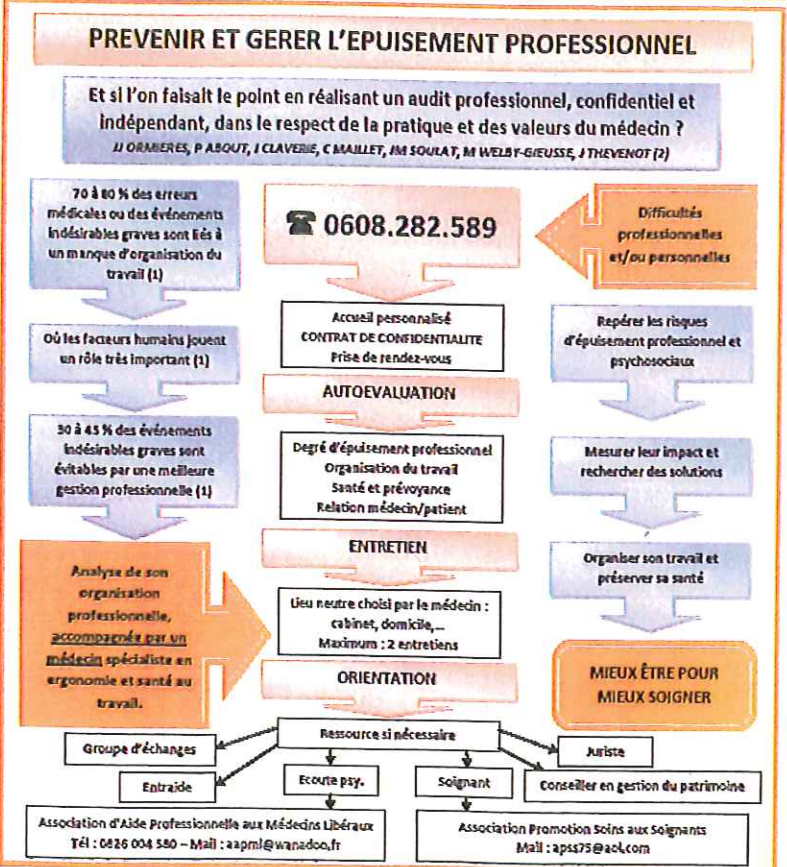 PREVENIR ET GERER L'EPUISEMENT PROFESSIONNEL
Et si l'on faisait le point en réalisant un audit professionnel, confidentiel et
indépendant, dans le respect de la pratique et des valeurs du médecin ?
JJ ORMIERES, P ABOUT, J CLAVERIE, C MAILLET, JM SOULAT, M WELBY-GIEUSSE, J THEVENOT (2)
70 à 80 % des erreurs
médicales ou des événements
indésirables graves sont liés à
un manque d'organisation du
travail (1)
Où les facteurs humains jouent
un rôle très important (1)
30 à 45 % des événements
indésirables graves sont
évitables par une meilleure
gestion professionnelle (1)
Analyse de son
organisation
professionnelle,
accompagnée par un
médecin spécialiste en
ergonomie et santé au
travail.
☎ 0608.282.589
Accueil personnalisé
CONTRAT DE CONFIDENTIALITE
Prise de rendez-vous
AUTOEVALUATION
Degré d'épuisement professionnel
Organisation du travail
Santé et prévoyance
Relation médecin/patient
ENTRETIEN
Lieu neutre choisi par le médecin :
cabinet, domicile,...
Maximum : 2 entretiens
ORIENTATION
Difficultés
professionnelles
et/ou personnelles
Repérer les risques
d'épuisement professionnel et
psychosociaux
Mesurer leur impact et
rechercher des solutions
Organiser son travail et
préserver sa santé
MIEUX ÊTRE POUR
MIEUX SOIGNER
Ressource si nécessaire
Groupe d'échanges
Juriste
Entraide
Ecoute psy.
Soignant
Conseiller en gestion du patrimoine
Association d'Aide Professionnelle aux Médecins Libéraux
Tél : 0826 004 580 – Mail : aapml@wanadoo.fr
Association Promotion Soins aux Soignants
Mail : apss75@aol.com